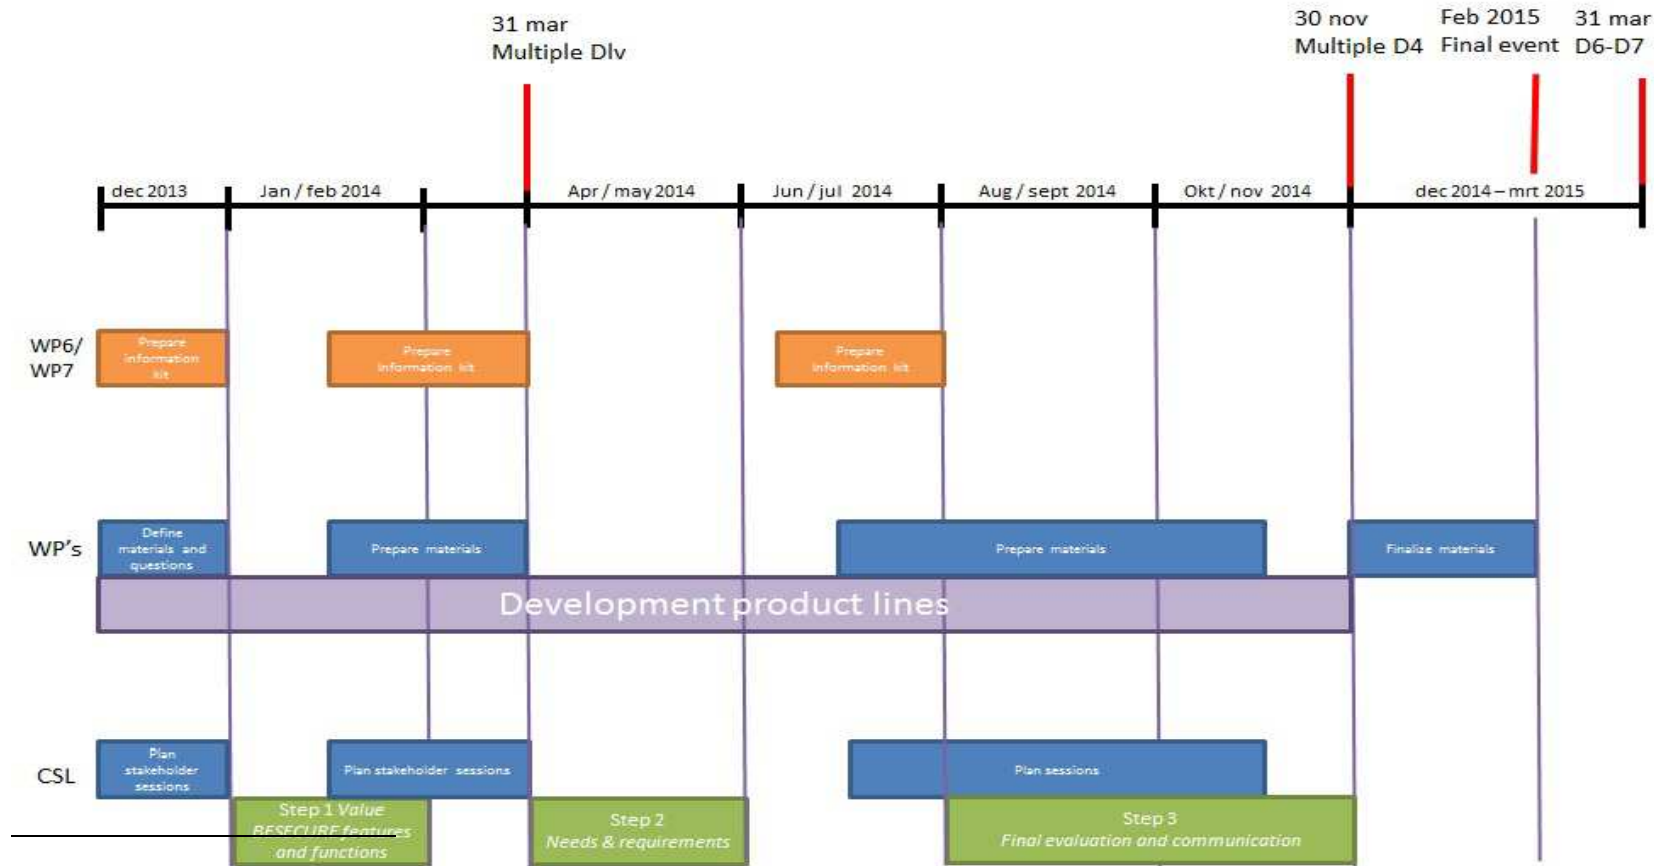 31 mar
Multiple Dlv
30 nov
Multiple D4
Feb 2015
Final event
31 mar
D6-D7
dec 2013
Jan / feb 2014
Apr / may 2014
Jun / jul 2014
Aug / sept 2014
Okt / nov 2014
dec 2014 – mrt 2015
WP6/
WP7
Prepare
information
kit
Prepare
information kit
Prepare
information kit
WP's
Define
materials and
questions
Prepare materials
Prepare materials
Finalize materials
Development product lines
CSL
Plan
stakeholder
sessions
Plan stakeholder sessions
Plan sessions
Step 1 Value
BESECURE features
and functions
Step 2
Needs & requirements
Step 3
Final evaluation and communication